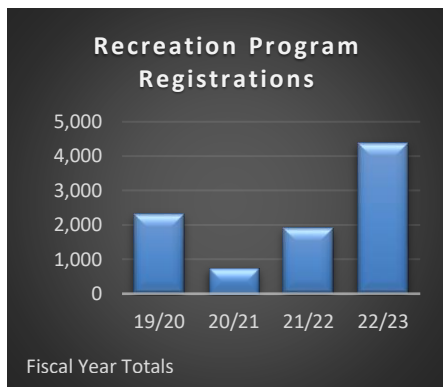 Recreation Program
Registrations
5,000
4,000
3,000
2,000
1,000
0
19/20 20/21 21/22 22/23
Fiscal Year Totals